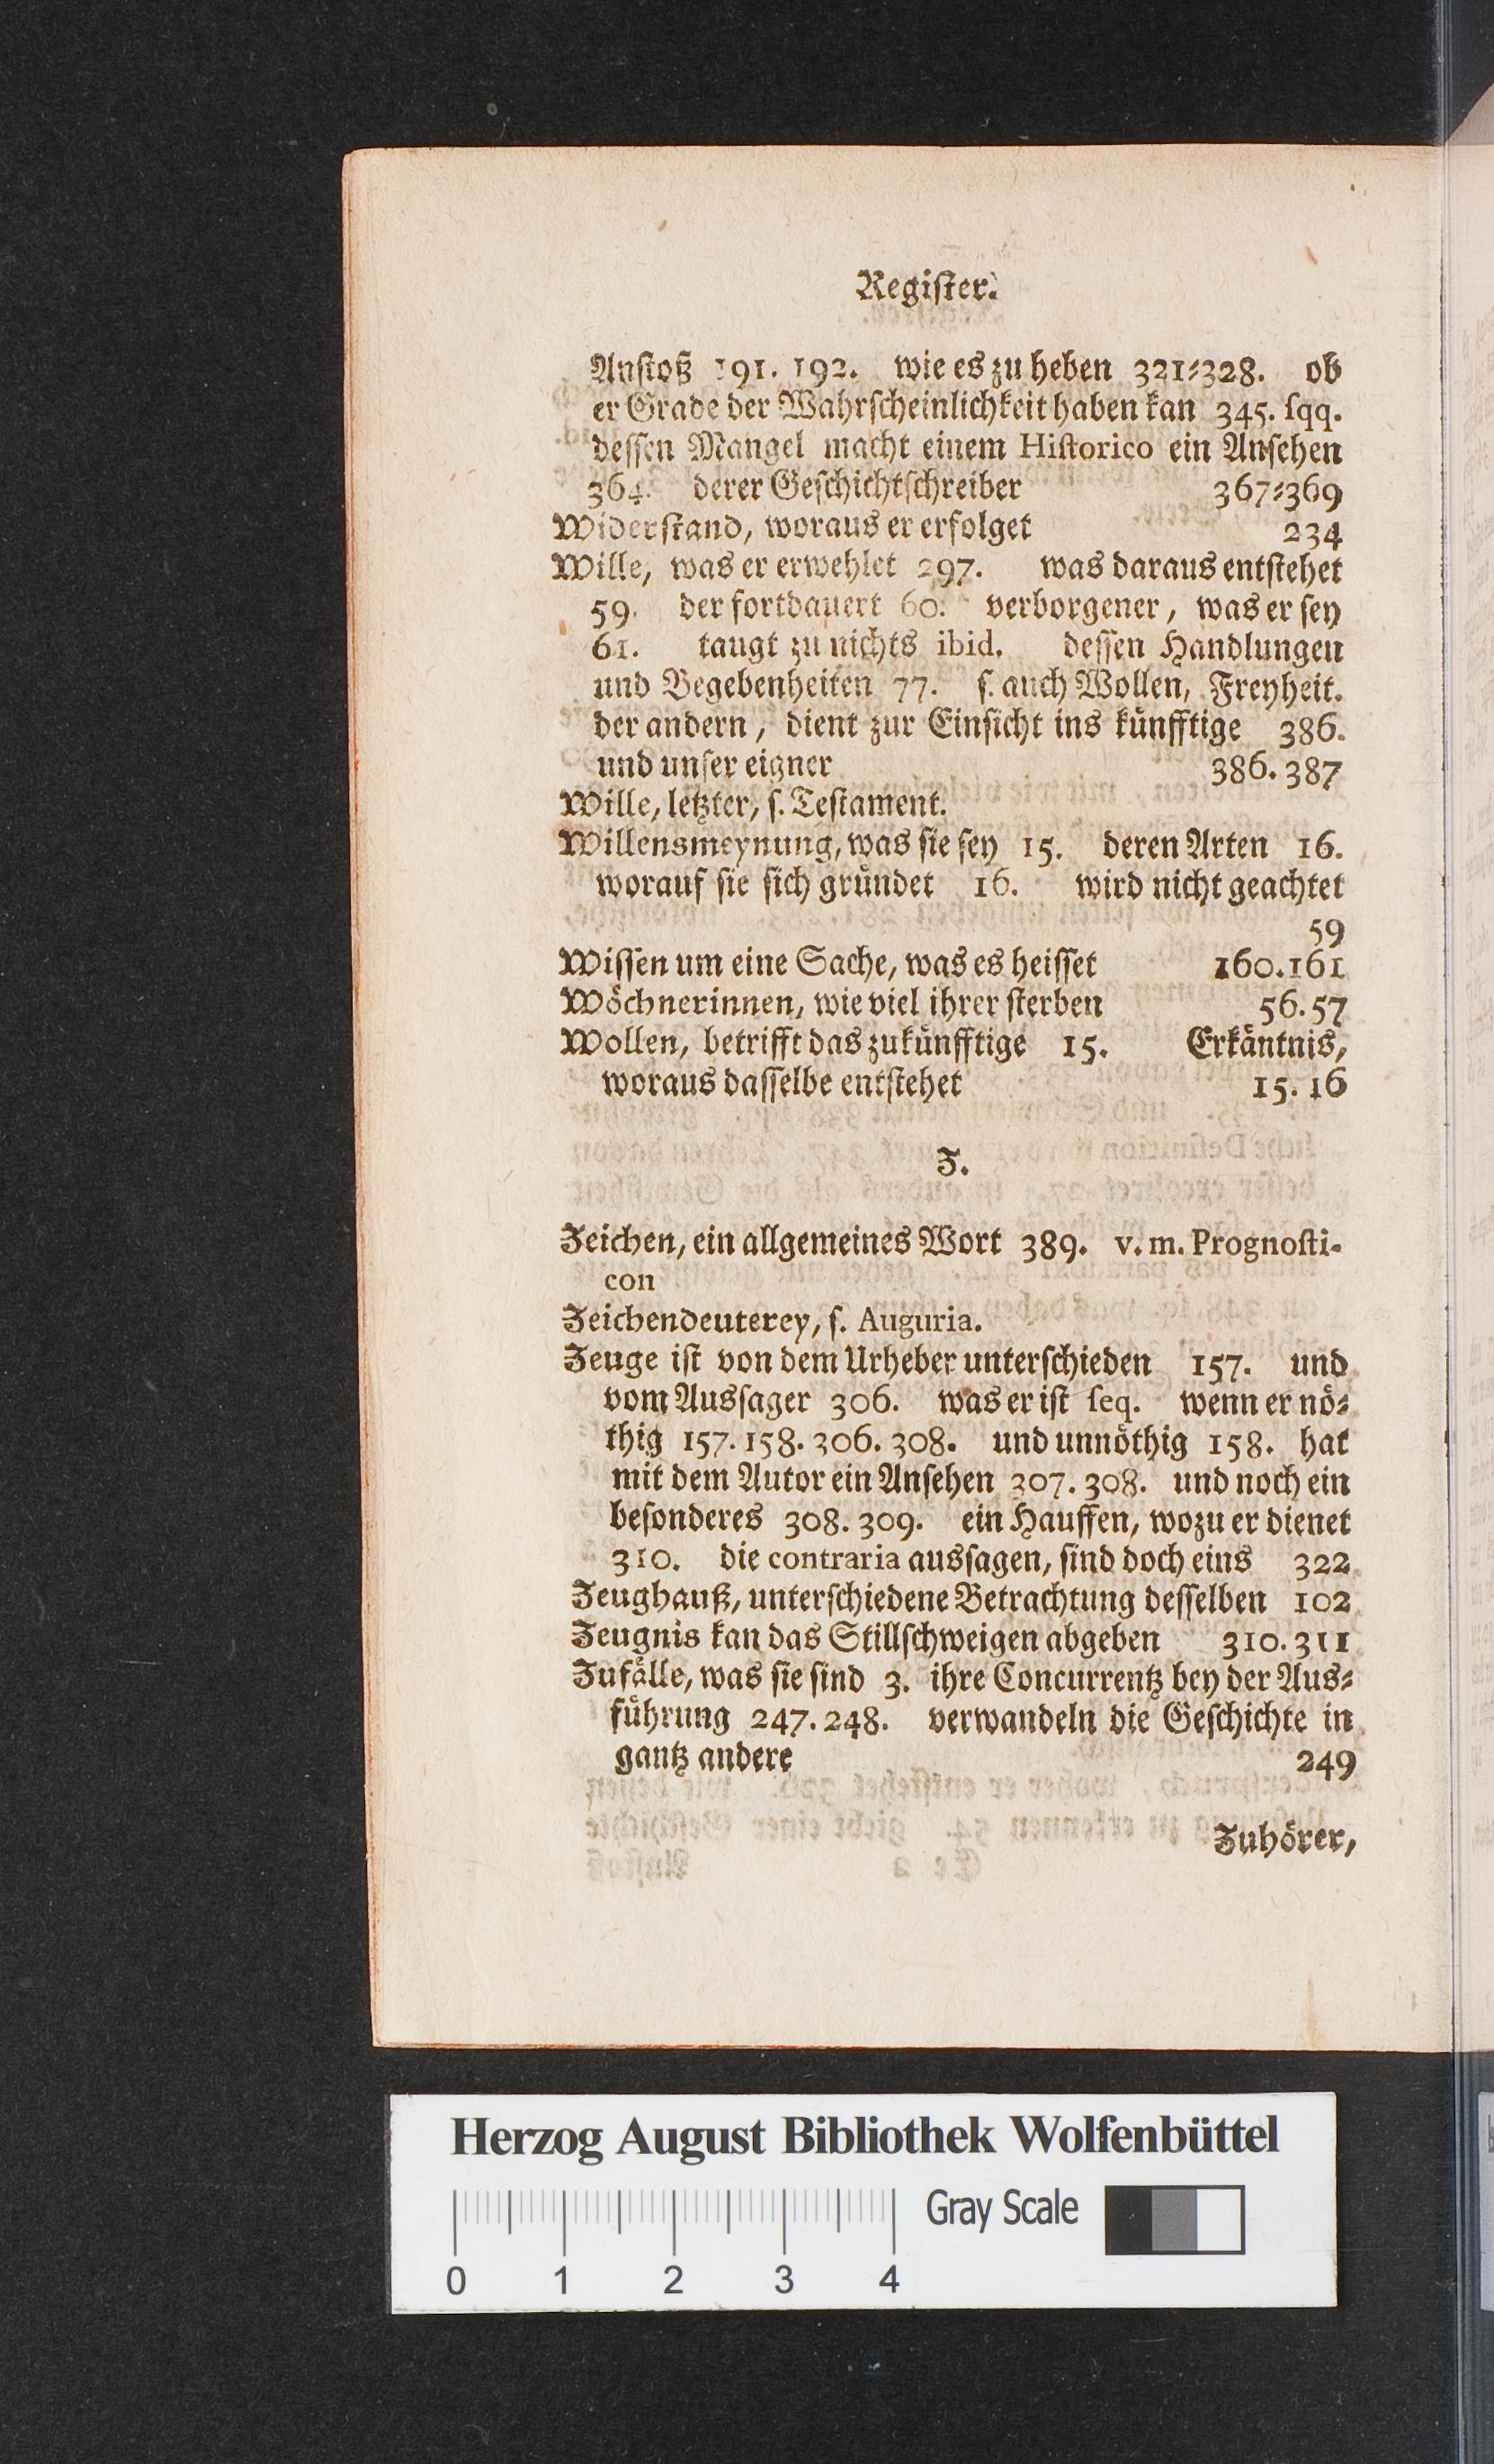 Regiſter.
Anſtoß 191. 192. wie es zu heben 321⸗328. ob
er Grade der Wahrſcheinlichkeit haben kan 345. ſqq.
deſſen Mangel macht einem Hiſtorico ein Anſehen
364. derer Geſchichtſchreiber 367⸗369
Widerſtand, woraus er erfolget 234
Wille, was er erwehlet 297. was daraus entſtehet
59. der fortdauert 60. verborgener, was er ſey
61. taugt zu nichts ibid. deſſen Handlungen
und Begebenheiten 77. ſ. auch Wollen, Freyheit.
der andern, dient zur Einſicht ins künfftige 386.
und unſer eigner 386. 387
Wille, letzter, ſ. Teſtament.
Willensmeynung, was ſie ſey 15. deren Arten 16.
worauf ſie ſich gründet 16. wird nicht geachtet
59
Wiſſen um eine Sache, was es heiſſet 160.161
Wöchnerinnen, wie viel ihrer ſterben 56. 57
Wollen, betrifft das zukünfftige 15. Erkäntnis,
woraus daſſelbe entſtehet 15. 16
Z.
Zeichen, ein allgemeines Wort 389. v. m. Prognoſti-
con
Zeichendeuterey, ſ. Auguria.
Zeuge iſt von dem Urheber unterſchieden 157. und
vom Ausſager 306. was er iſt ſeq. wenn er nö⸗
thig 157. 158. 306. 308. und unnöthig 158. hat
mit dem Autor ein Anſehen 307. 308. und noch ein
beſonderes 308. 309. ein Hauffen, wozu er dienet
310. die contraria ausſagen, ſind doch eins 322
Zeughauß, unterſchiedene Betrachtung deſſelben 102
Zeugnis kan das Stillſchweigen abgeben 310. 311
Zufälle, was ſie ſind 3. ihre Concurrentz bey der Aus⸗
führung 247. 248. verwandeln die Geſchichte in
gantz andere 249
Zuhörer,
Herzog August Bibliothek Wolfenbüttel
Gray Scale
0 1 2 3 4